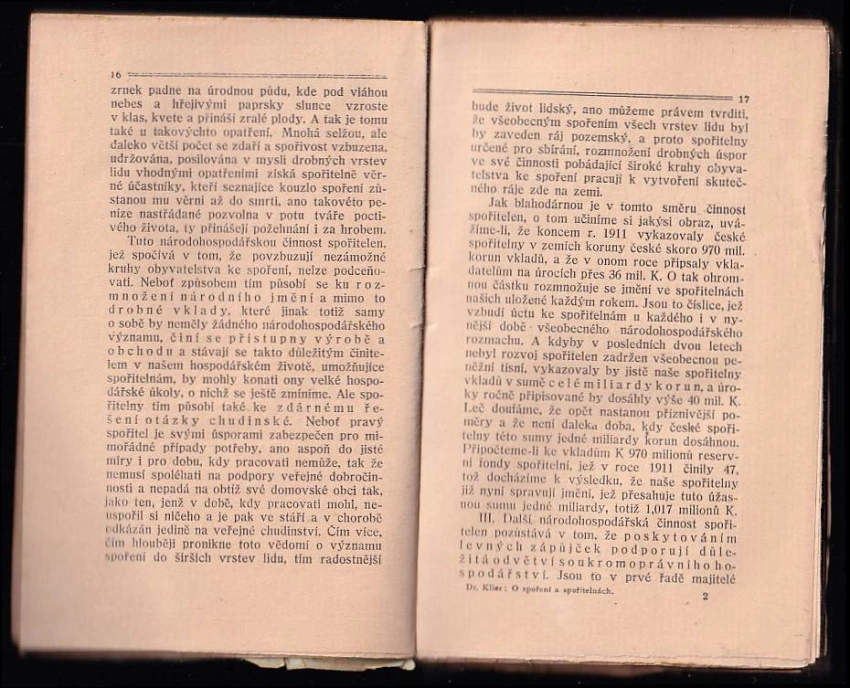 16
zrnek padne na úrodnou půdu, kde pod vláhou
nebes a hřejivými paprsky slunce vzroste
v klas, kvete a přináší zralé plody. A tak je tomu
také u takovýchto opatření. Mnohá selžou, ale
daleko větší počet se zdaří a spořivost vzbuzena,
udržována, posilována v mysli drobných vrstev
lidu vhodnými opatřeními získá spořitelně věr-
né účastníky, kteří seznajíce kouzlo spoření zů-
stanou mu věrni až do smrti, ano takovéto pe-
níze nastřádané pozvolna v potu tváře pocti-
vého života, ty přinášejí požehnání i za hrobem.
Tuto národohospodářskou činnost spořitelen,
jež spočívá v tom, že povzbuzují nezámožné
kruhy obyvatelstva ke spoření, nelze podceňo-
vati. Neboť způsobem tím působí se ku roz-
množení národního jmění a mimo to
drobné vklady, které jinak totiž samy
o sobě by neměly žádného národohospodářského
významu, činí se přístupny výrobě a
obchodu a stávají se takto důležitým činite-
lem v našem hospodářském životě, umožňujíce
spořitelnám, by mohly konati ony velké hospo-
dářské úkoly, o nichž se ještě zmíníme. Ale spo-
řitelny tím působí také ke zdárnému ře-
šení otázky chudinské. Neboť pravý
spořitel je svými úsporami zabezpečen pro mi-
mořádné případy potřeby, ano aspoň do jisté
míry i pro dobu, kdy pracovati nemůže, tak že
nemusí spoléhati na podpory veřejné dobročin-
nosti a nepadá na obtíž své domovské obci tak,
jako ten, jenž v době, kdy pracovati mohl, ne-
uspořil si ničeho a je pak ve stáří a v chorobě
odkázán jedině na veřejné chudinství. Čím více,
čím hlouběji pronikne toto vědomí o významu
spoření do širších vrstev lidu, tím radostnější
17
bude život lidský, ano můžeme právem tvrditi,
že všeobecným spořením všech vrstev lidu byl
by zaveden ráj pozemský, a proto spořitelny
určené pro sbírání, rozmnožení drobných úspor
ve své činnosti pobádající široké kruhy obyva-
telstva ke spoření pracují k vytvoření skuteč-
ného ráje zde na zemi.
Jak blahodárnou je v tomto směru činnost
spořitelen, o tom učiníme si jakýsi obraz, uvá-
žíme-li, že koncem r. 1911 vykazovaly české
spořitelny v zemích koruny české skoro 970 mil.
korun vkladů, a že v onom roce připsaly vkla-
datelům na úrocích přes 36 mil. K. O tak ohrom-
nou částku rozmnožuje se jmění ve spořitelnách
našich uložené každým rokem. Jsou to číslice, jež
vzbudí úctu ke spořitelnám u každého i v ny-
nější době všeobecného národohospodářského
rozmachu. A kdyby v posledních dvou letech
nebyl rozvoj spořitelen zadržen všeobecnou pe-
něžní tísní, vykazovaly by jistě naše spořitelny
vkladů v sumě celé miliardy korun, a úro-
ky ročně připisované by dosáhly výše 40 mil. K.
Leč doufáme, že opět nastanou příznivější po-
měry a že není daleka doba, kdy české spoři-
telny této sumy jedné miliardy korun dosáhnou.
Připočteme-li ke vkladům K 970 milionů reserv-
ní fondy spořitelní, jež v roce 1911 činily 47,
tož docházíme k výsledku, že naše spořitelny
již nyní spravují jmění, jež přesahuje tuto úžas-
nou sumu jedné miliardy, totiž 1,017 milionů K.
III. Další národohospodářská činnost spoři-
telen pozůstává v tom, že poskytováním
levných zápůjček podporují důle-
žitá odvětví soukromoprávního ho-
spodářství. Jsou to v prvé řadě majitelé
Dr. Klier: O spoření a spořitelnách.
2